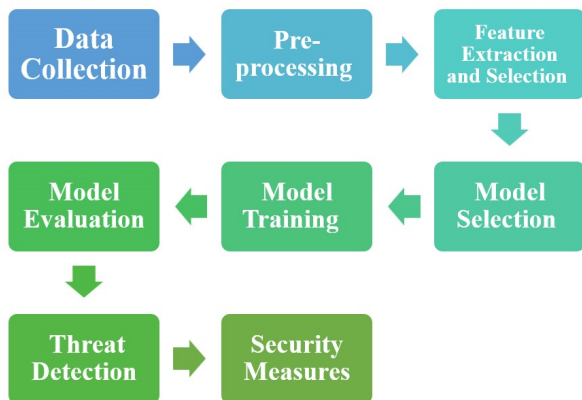 Data
Collection
Pre-
processing
Feature
Extraction
and Selection
Model
Selection
Model
Training
Model
Evaluation
Threat
Detection
Security
Measures